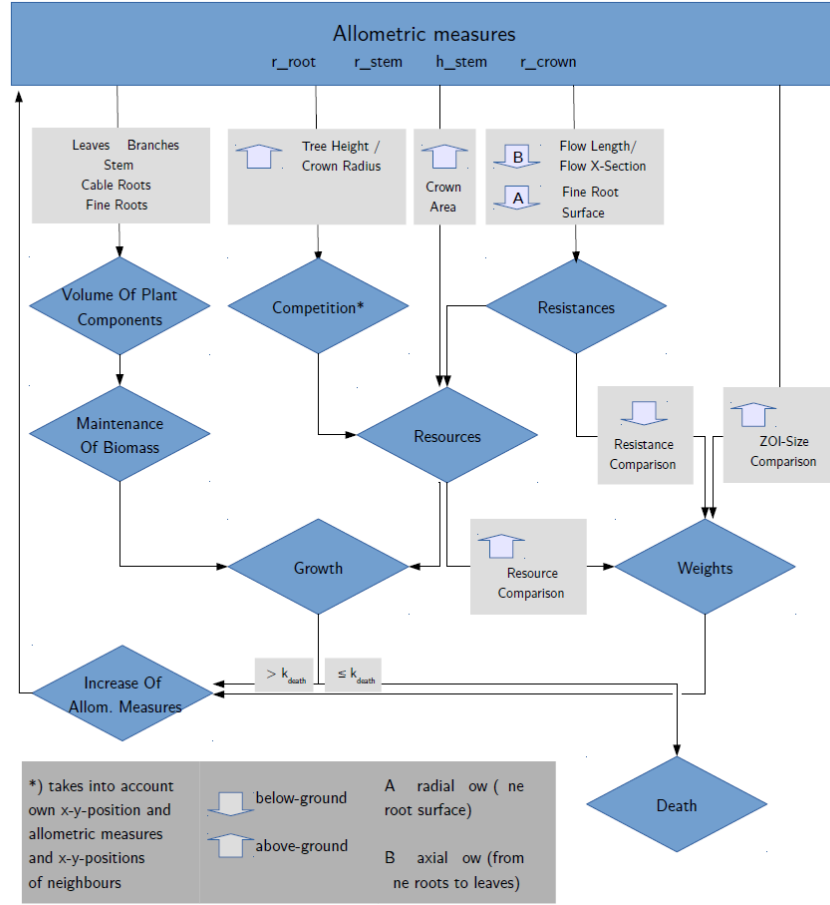 Allometric measures
r_root r_stem h_stem r_crown
Leaves Branches
Stem
Cable Roots
Fine Roots
Tree Height /
Crown Radius
Crown
Area
B
Flow Length/
Flow X-Section
A
Fine Root
Surface
Volume Of Plant
Components
Competition*
Resistances
Maintenance
Of Biomass
Resources
Resistance
Comparison
ZOI-Size
Comparison
Growth
Resource
Comparison
Weights
> k_death
≤ k_death
Increase Of
Allom. Measures
Death
*) takes into account
own x-y-position and
allometric measures
and x-y-positions
of neighbours
below-ground
above-ground
A radial ow ( ne
root surface)
B axial ow (from
ne roots to leaves)